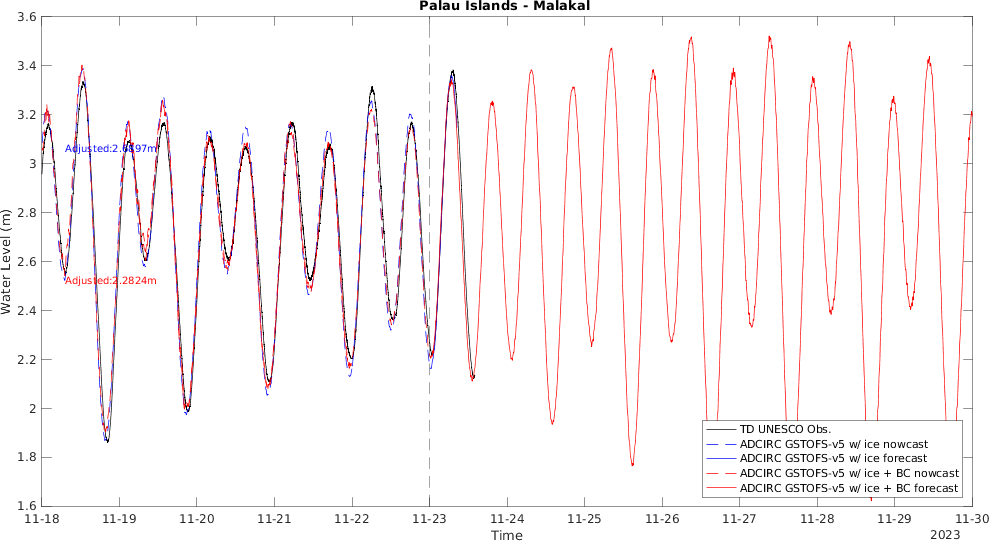 Palau Islands - Malakal
3.6
3.4
3.2
3
2.8
2.6
2.4
2.2
2
1.8
1.6
Water Level (m)
Adjusted:2.6897m
Adjusted:2.2824m
TD UNESCO Obs.
ADCIRC GSTOFS-v5 w/ ice nowcast
ADCIRC GSTOFS-v5 w/ ice forecast
ADCIRC GSTOFS-v5 w/ ice + BC nowcast
ADCIRC GSTOFS-v5 w/ ice + BC forecast
11-18 11-19 11-20 11-21 11-22 11-23 11-24 11-25 11-26 11-27 11-28 11-29 11-30
Time
2023